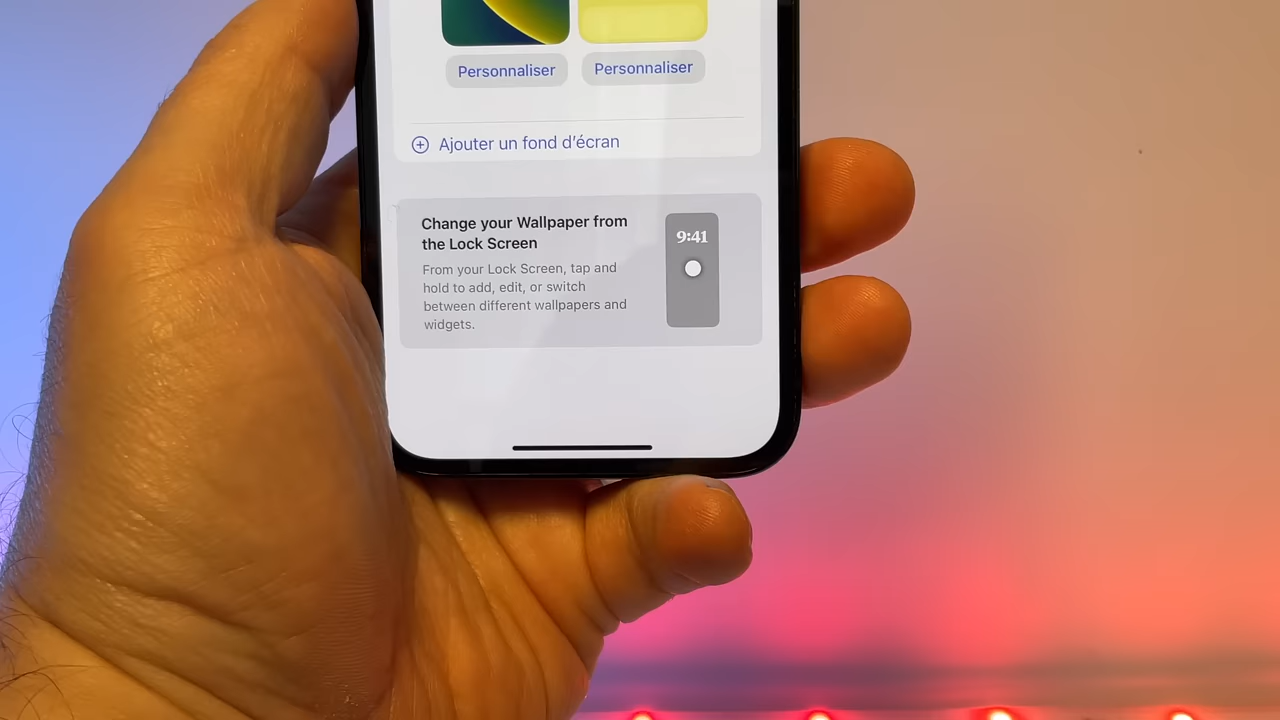 Personnaliser Personnaliser
Ajouter un fond d’écran
Change your Wallpaper from
the Lock Screen
9:41
From your Lock Screen, tap and
hold to add, edit, or switch
between different wallpapers and
widgets.